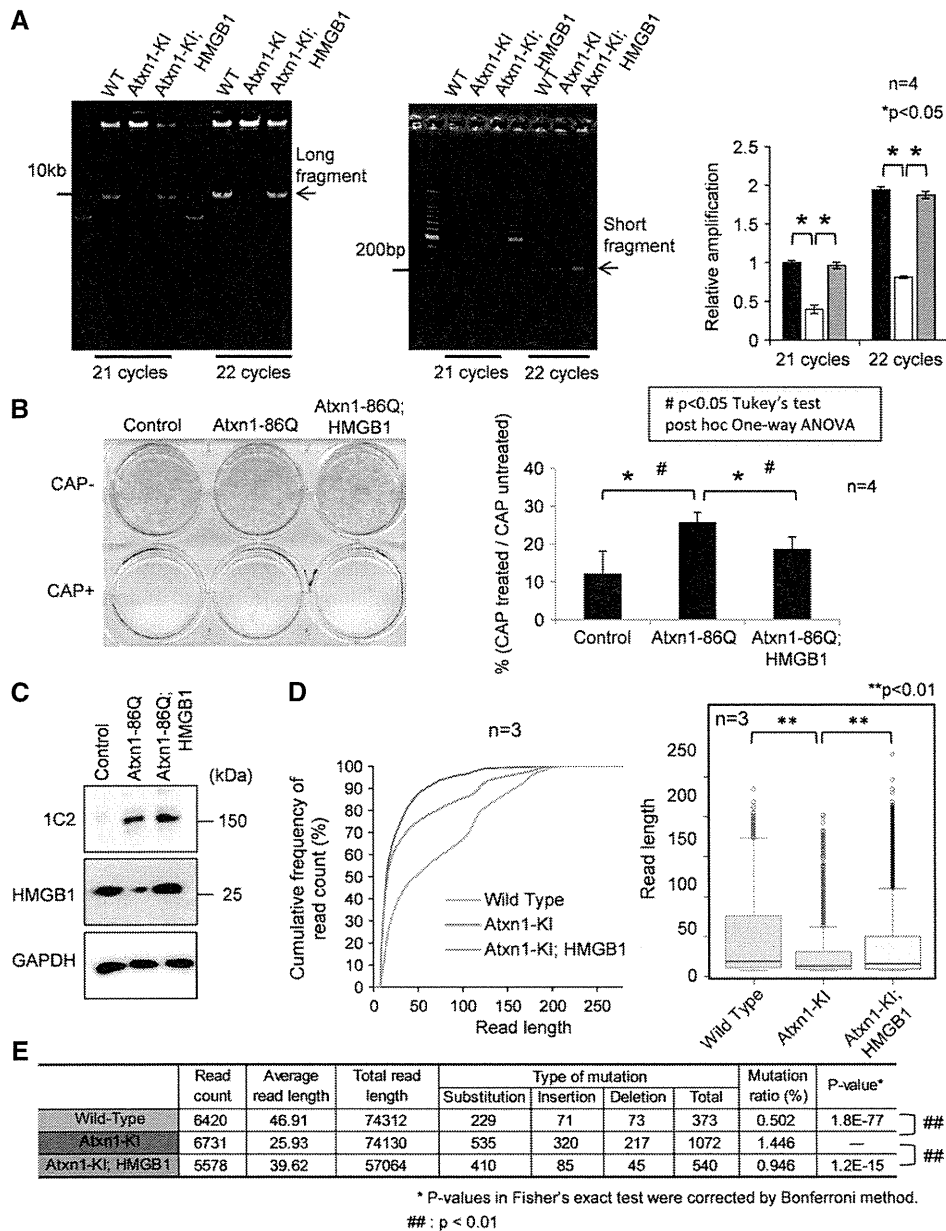 A
WT
Atxn1-KI
Atxn1-KI;
HMGB1
WT
Atxn1-KI
Atxn1-KI;
HMGB1
10kb
Long
fragment
21 cycles
22 cycles
WT
Atxn1-KI
Atxn1-KI;
HMGB1
WT
Atxn1-KI
Atxn1-KI;
HMGB1
200bp
Short
fragment
21 cycles
22 cycles
n=4
*p<0.05
Relative amplification
2.5
2
1.5
1
0.5
0
* *
* *
21 cycles
22 cycles
B
Control
Atxn1-86Q
Atxn1-86Q;
HMGB1
CAP-
CAP+
# p<0.05 Tukey's test
post hoc One-way ANOVA
% (CAP treated / CAP untreated
40
30
20
10
0
* #
* #
n=4
Control
Atxn1-86Q
Atxn1-86Q;
HMGB1
C
Control
Atxn1-86Q
Atxn1-86Q;
HMGB1
(kDa)
1C2
150
HMGB1
25
GAPDH
D
n=3
Cumulative frequency of
read count (%)
100
90
80
70
60
50
40
30
20
10
0
Wild Type
Atxn1-KI
Atxn1-KI; HMGB1
0 50 100 150 200 250
Read length
**p<0.01
n=3
**
**
Read length
250
200
150
100
50
0
Wild Type
Atxn1-KI
Atxn1-KI;
HMGB1
E
Read count Average read length Total read length Type of mutation Mutation ratio (%) P-value*
Substitution Insertion Deletion Total
Wild-Type 6420 46.91 74312 229 71 73 373 0.502 1.8E-77
##
Atxn1-KI 6731 25.93 74130 535 320 217 1072 1.446 —
##
Atxn1-KI; HMGB1 5578 39.62 57064 410 85 45 540 0.946 1.2E-15
* P-values in Fisher's exact test were corrected by Bonferroni method.
## : p < 0.01